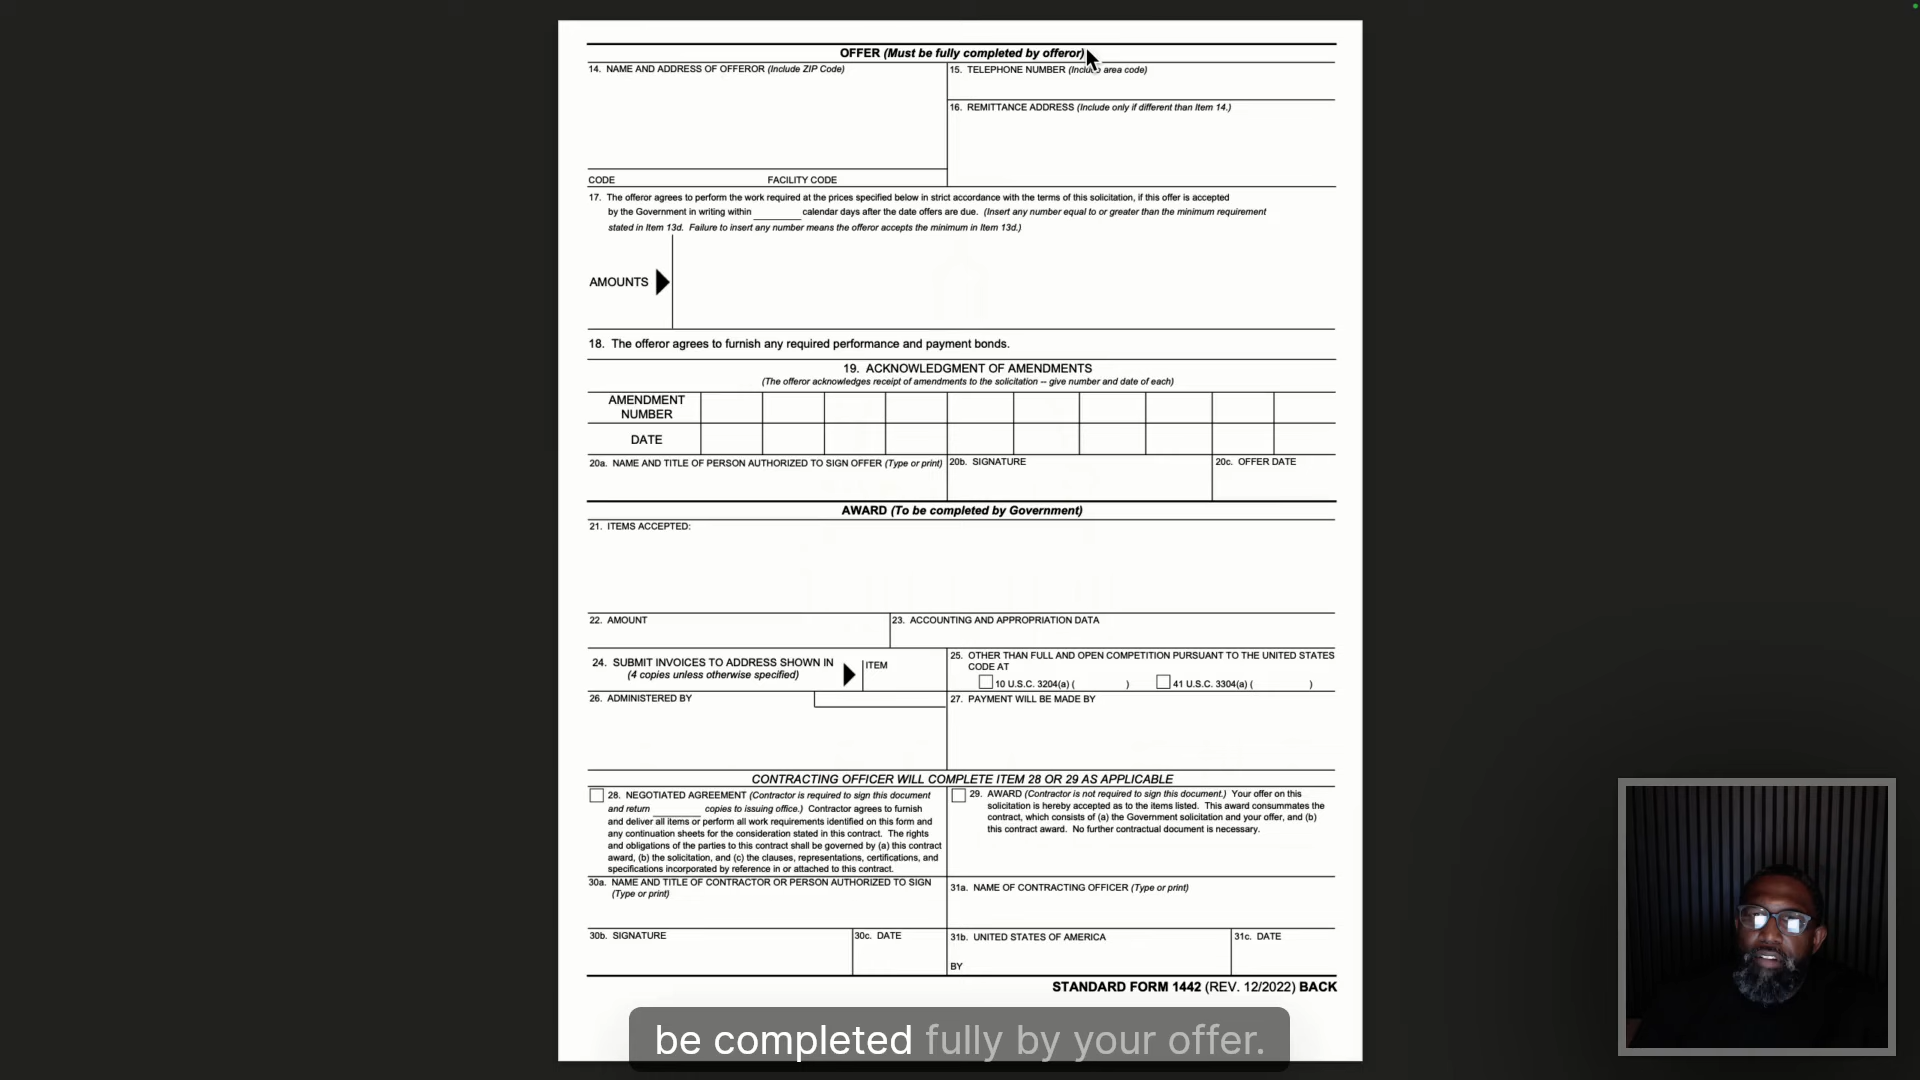 OFFER (Must be fully completed by offeror)
14. NAME AND ADDRESS OF OFFEROR (Include ZIP Code)
15. TELEPHONE NUMBER (Include area code)
16. REMITTANCE ADDRESS (Include only if different than Item 14.)
CODE
FACILITY CODE
17. The offeror agrees to perform the work required at the prices specified below in strict accordance with the terms of this solicitation, if this offer is accepted
by the Government in writing within ________ calendar days after the date offers are due. (Insert any number equal to or greater than the minimum requirement
stated in Item 13d. Failure to insert any number means the offeror accepts the minimum in Item 13d.)
AMOUNTS
18. The offeror agrees to furnish any required performance and payment bonds.
19. ACKNOWLEDGMENT OF AMENDMENTS
(The offeror acknowledges receipt of amendments to the solicitation -- give number and date of each)
AMENDMENT
NUMBER
DATE
20a. NAME AND TITLE OF PERSON AUTHORIZED TO SIGN OFFER (Type or print)
20b. SIGNATURE
20c. OFFER DATE
AWARD (To be completed by Government)
21. ITEMS ACCEPTED:
22. AMOUNT
23. ACCOUNTING AND APPROPRIATION DATA
24. SUBMIT INVOICES TO ADDRESS SHOWN IN
(4 copies unless otherwise specified)
ITEM
25. OTHER THAN FULL AND OPEN COMPETITION PURSUANT TO THE UNITED STATES
CODE AT
10 U.S.C. 3204(a) ( )
41 U.S.C. 3304(a) ( )
26. ADMINISTERED BY
27. PAYMENT WILL BE MADE BY
CONTRACTING OFFICER WILL COMPLETE ITEM 28 OR 29 AS APPLICABLE
28. NEGOTIATED AGREEMENT (Contractor is required to sign this document
and return ________ copies to issuing office.) Contractor agrees to furnish
and deliver all items or perform all work requirements identified on this form and
any continuation sheets for the consideration stated in this contract. The rights
and obligations of the parties to this contract shall be governed by (a) this contract
award, (b) the solicitation, and (c) the clauses, representations, certifications, and
specifications incorporated by reference in or attached to this contract.
29. AWARD (Contractor is not required to sign this document.) Your offer on this
solicitation is hereby accepted as to the items listed. This award consummates the
contract, which consists of (a) the Government solicitation and your offer, and (b)
this contract award. No further contractual document is necessary.
30a. NAME AND TITLE OF CONTRACTOR OR PERSON AUTHORIZED TO SIGN
(Type or print)
31a. NAME OF CONTRACTING OFFICER (Type or print)
30b. SIGNATURE
30c. DATE
31b. UNITED STATES OF AMERICA
BY
31c. DATE
STANDARD FORM 1442 (REV. 12/2022) BACK
be completed fully by your offer.